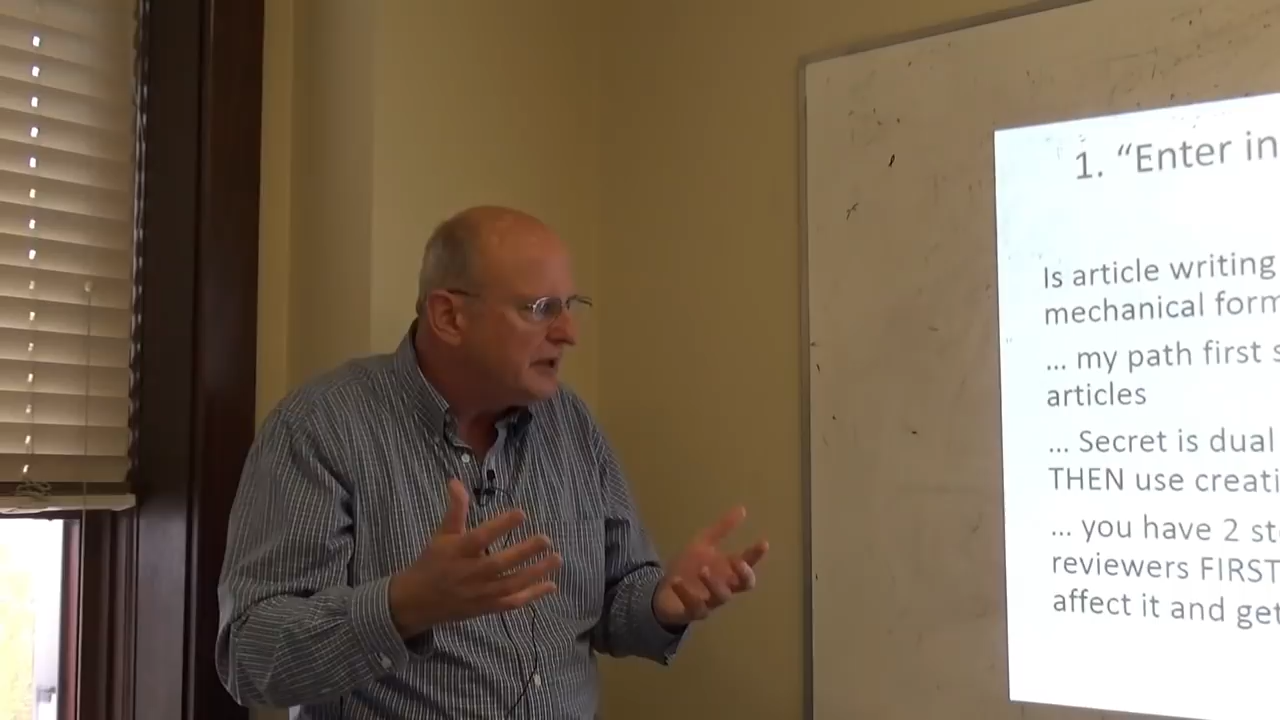 1. “Enter in
Is article writing
mechanical form
... my path first s
articles
... Secret is dual
THEN use creati
... you have 2 st
reviewers FIRST
affect it and get